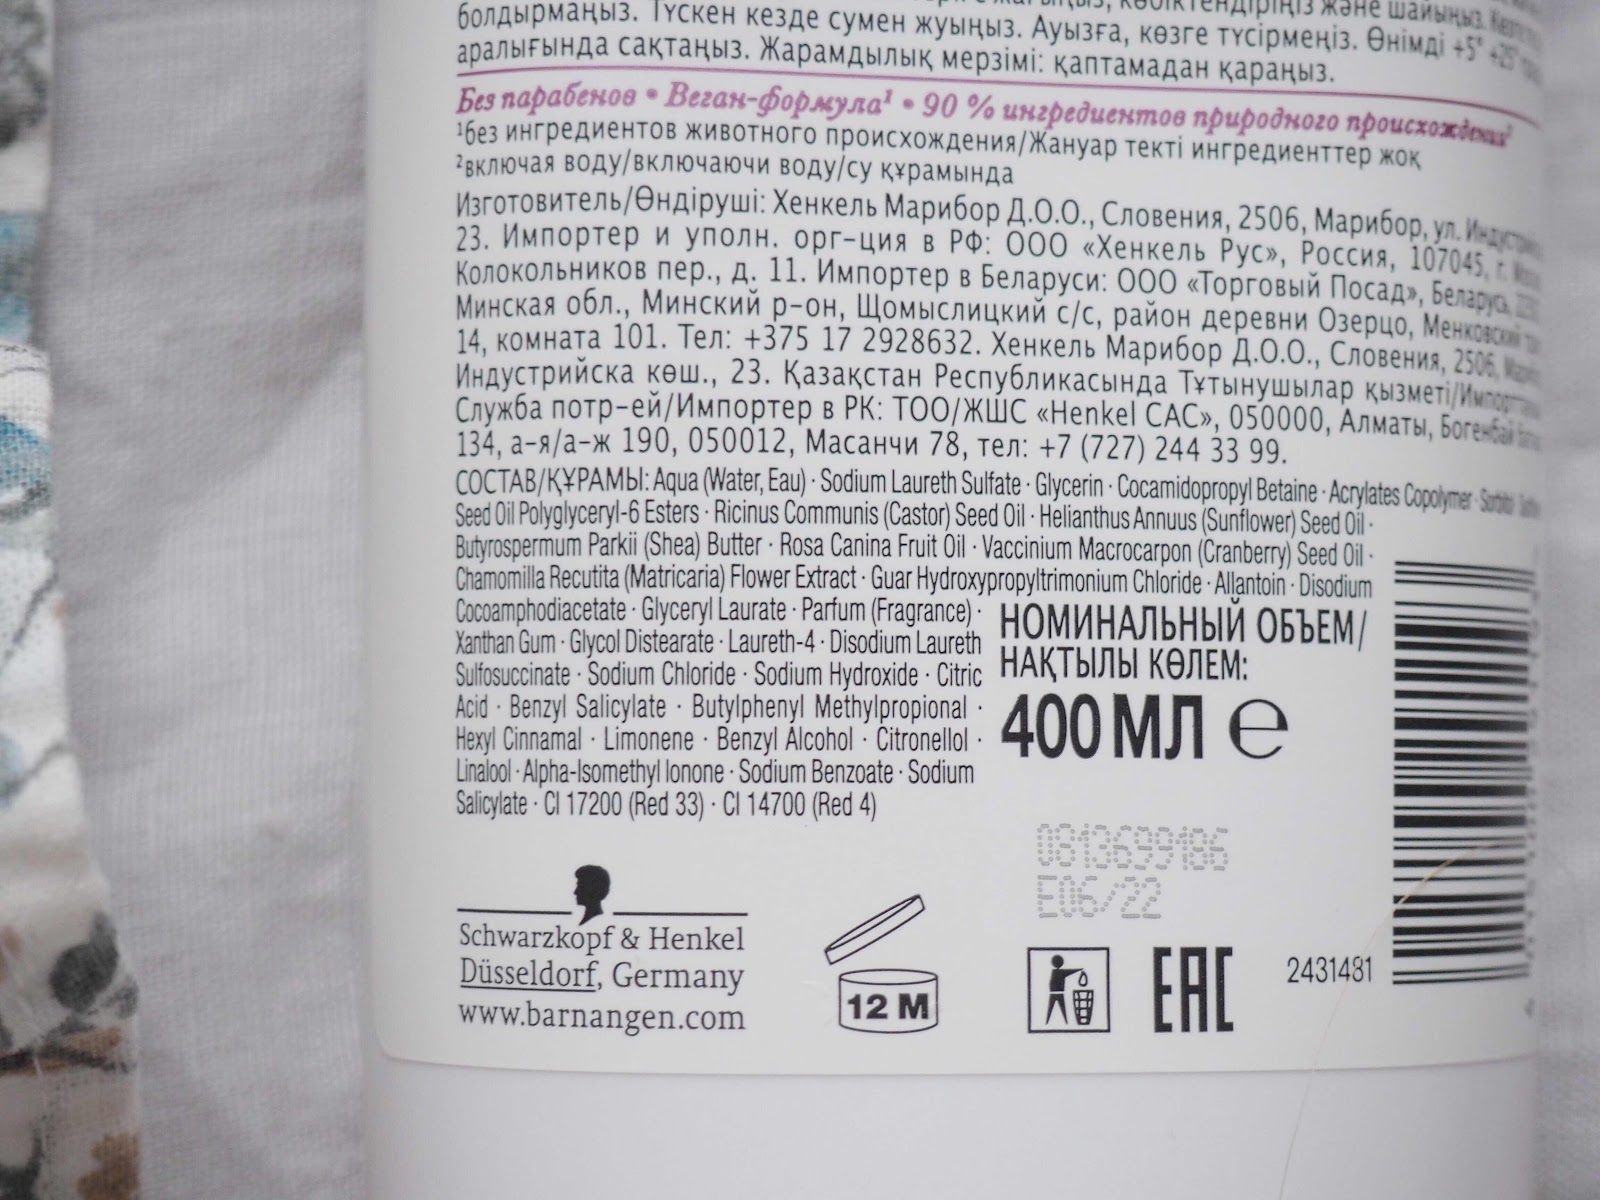 болдырмаңыз. Түскен кезде сумен жуыңыз. Ауызға, көзге түсірмеңіз. Өнімді +5° +25°
аралығында сақтаңыз. Жарамдылық мерзімі: қаптамадан қараңыз.
Без парабенов • Веган-формула¹ • 90 % ингредиентов природного происхождения²
¹без ингредиентов животного происхождения/Жануар текті ингредиенттер жоқ
²включая воду/включаючи воду/су құрамында
Изготовитель/Өндіруші: Хенкель Марибор Д.О.О., Словения, 2506, Марибор, ул.
23. Импортер и уполн. орг-ция в РФ: ООО «Хенкель Рус», Россия, 107045, г.
Колокольников пер., д. 11. Импортер в Беларуси: ООО «Торговый Посад», Беларусь,
Минская обл., Минский р-он, Щомыслицкий с/с, район деревни Озерцо, Менковский
14, комната 101. Тел: +375 17 2928632. Хенкель Марибор Д.О.О., Словения, 2506,
Индустрийска көш., 23. Қазақстан Республикасында Тұтынушылар қызметі/
Служба потр-ей/Импортер в РК: ТОО/ЖШС «Henkel САС», 050000, Алматы, Богенбай
134, а-я/а-ж 190, 050012, Масанчи 78, тел: +7 (727) 244 33 99.
СОСТАВ/ҚҰРАМЫ: Aqua (Water, Eau) · Sodium Laureth Sulfate · Glycerin · Cocamidopropyl Betaine · Acrylates Copolymer · Sorbitol
Seed Oil Polyglyceryl-6 Esters · Ricinus Communis (Castor) Seed Oil · Helianthus Annuus (Sunflower) Seed Oil ·
Butyrospermum Parkii (Shea) Butter · Rosa Canina Fruit Oil · Vaccinium Macrocarpon (Cranberry) Seed Oil ·
Chamomilla Recutita (Matricaria) Flower Extract · Guar Hydroxypropyltrimonium Chloride · Allantoin · Disodium
Cocoamphodiacetate · Glyceryl Laurate · Parfum (Fragrance) ·
Xanthan Gum · Glycol Distearate · Laureth-4 · Disodium Laureth
Sulfosuccinate · Sodium Chloride · Sodium Hydroxide · Citric
Acid · Benzyl Salicylate · Butylphenyl Methylpropional ·
Hexyl Cinnamal · Limonene · Benzyl Alcohol · Citronellol ·
Linalool · Alpha-Isomethyl Ionone · Sodium Benzoate · Sodium
Salicylate · CI 17200 (Red 33) · CI 14700 (Red 4)
НОМИНАЛЬНЫЙ ОБЪЕМ/
НАҚТЫЛЫ КӨЛЕМ:
400 МЛ ℮
0813699186
E06/22
Schwarzkopf & Henkel
Düsseldorf, Germany
www.barnangen.com
12 M
EAC
2431481